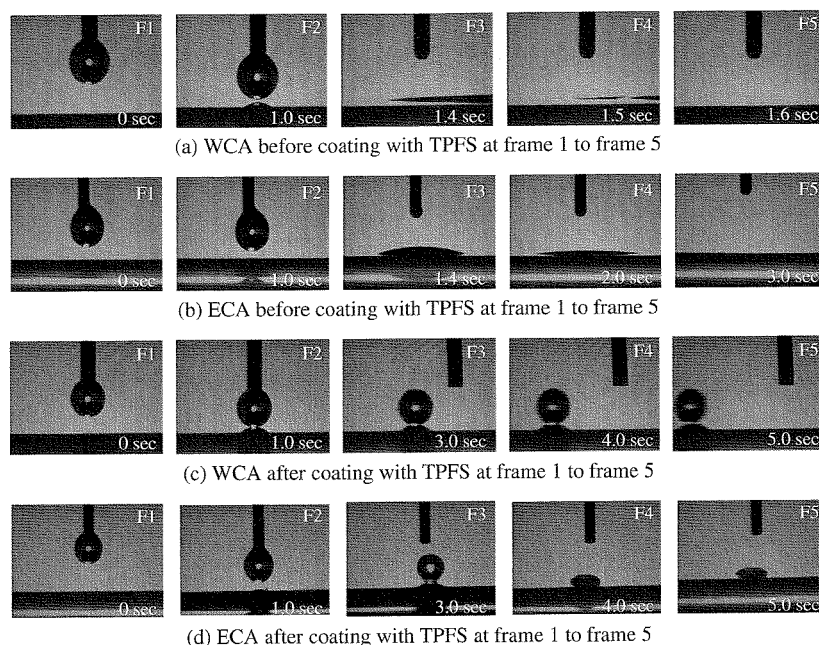 F1 F2 F3 F4 F5
0 sec 1.0 sec 1.4 sec 1.5 sec 1.6 sec
(a) WCA before coating with TPFS at frame 1 to frame 5
F1 F2 F3 F4 F5
0 sec 1.0 sec 1.4 sec 2.0 sec 3.0 sec
(b) ECA before coating with TPFS at frame 1 to frame 5
F1 F2 F3 F4 F5
0 sec 1.0 sec 3.0 sec 4.0 sec 5.0 sec
(c) WCA after coating with TPFS at frame 1 to frame 5
F1 F2 F3 F4 F5
0 sec 1.0 sec 3.0 sec 4.0 sec 5.0 sec
(d) ECA after coating with TPFS at frame 1 to frame 5